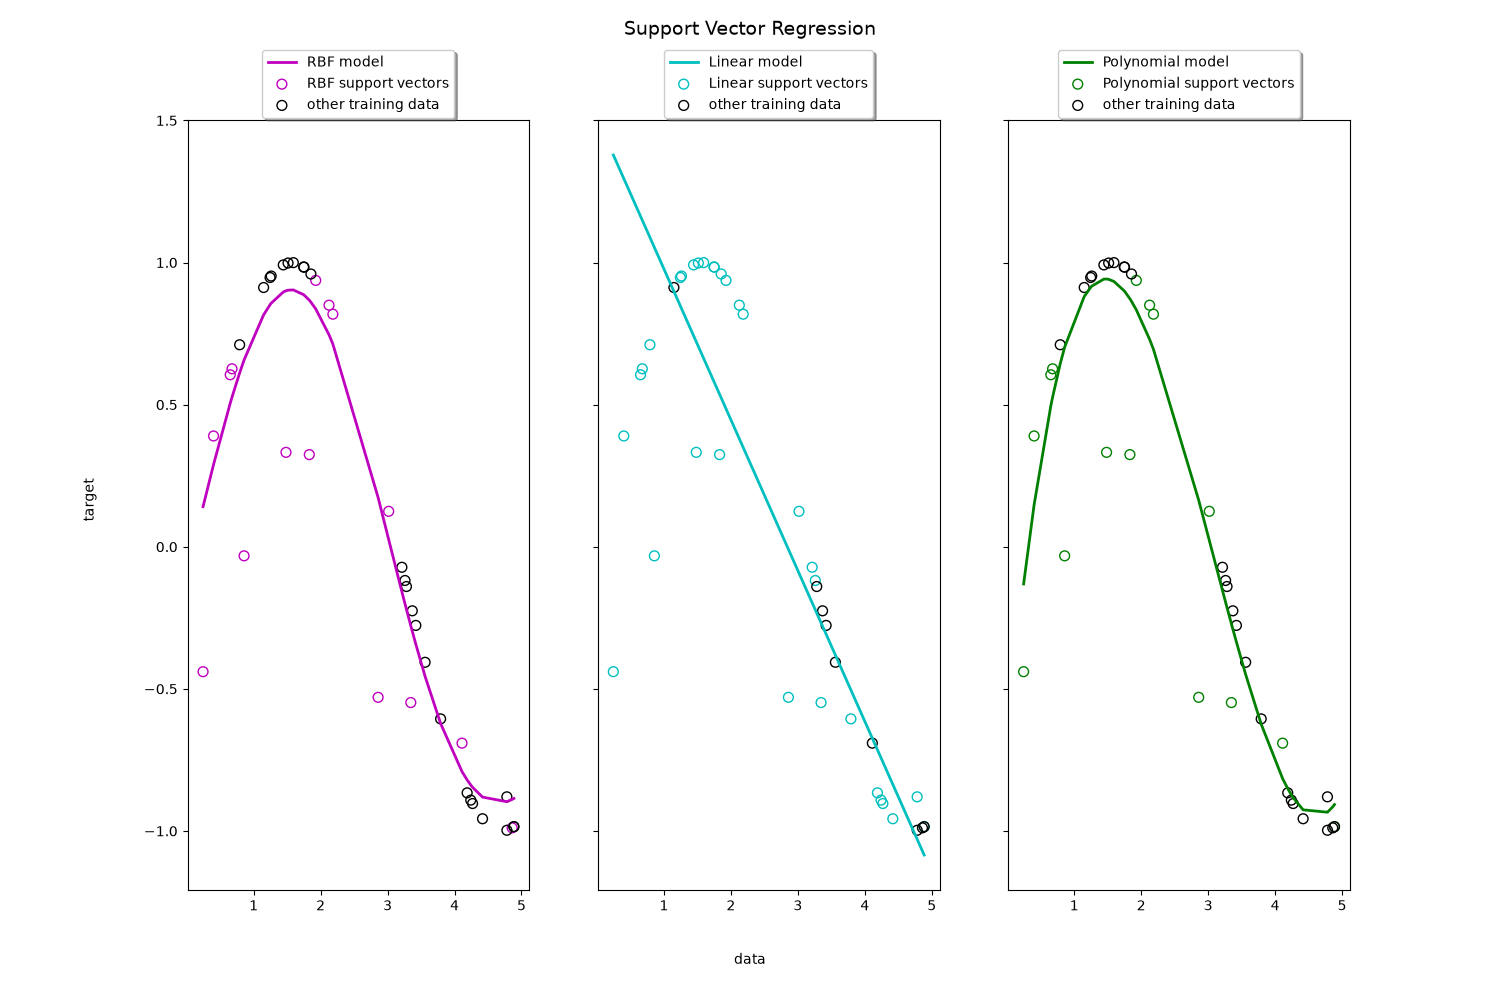 Support Vector Regression
RBF model
RBF support vectors
other training data
Linear model
Linear support vectors
other training data
Polynomial model
Polynomial support vectors
other training data
1.5
1.0
0.5
0.0
−0.5
−1.0
target
1 2 3 4 5
1 2 3 4 5
1 2 3 4 5
data